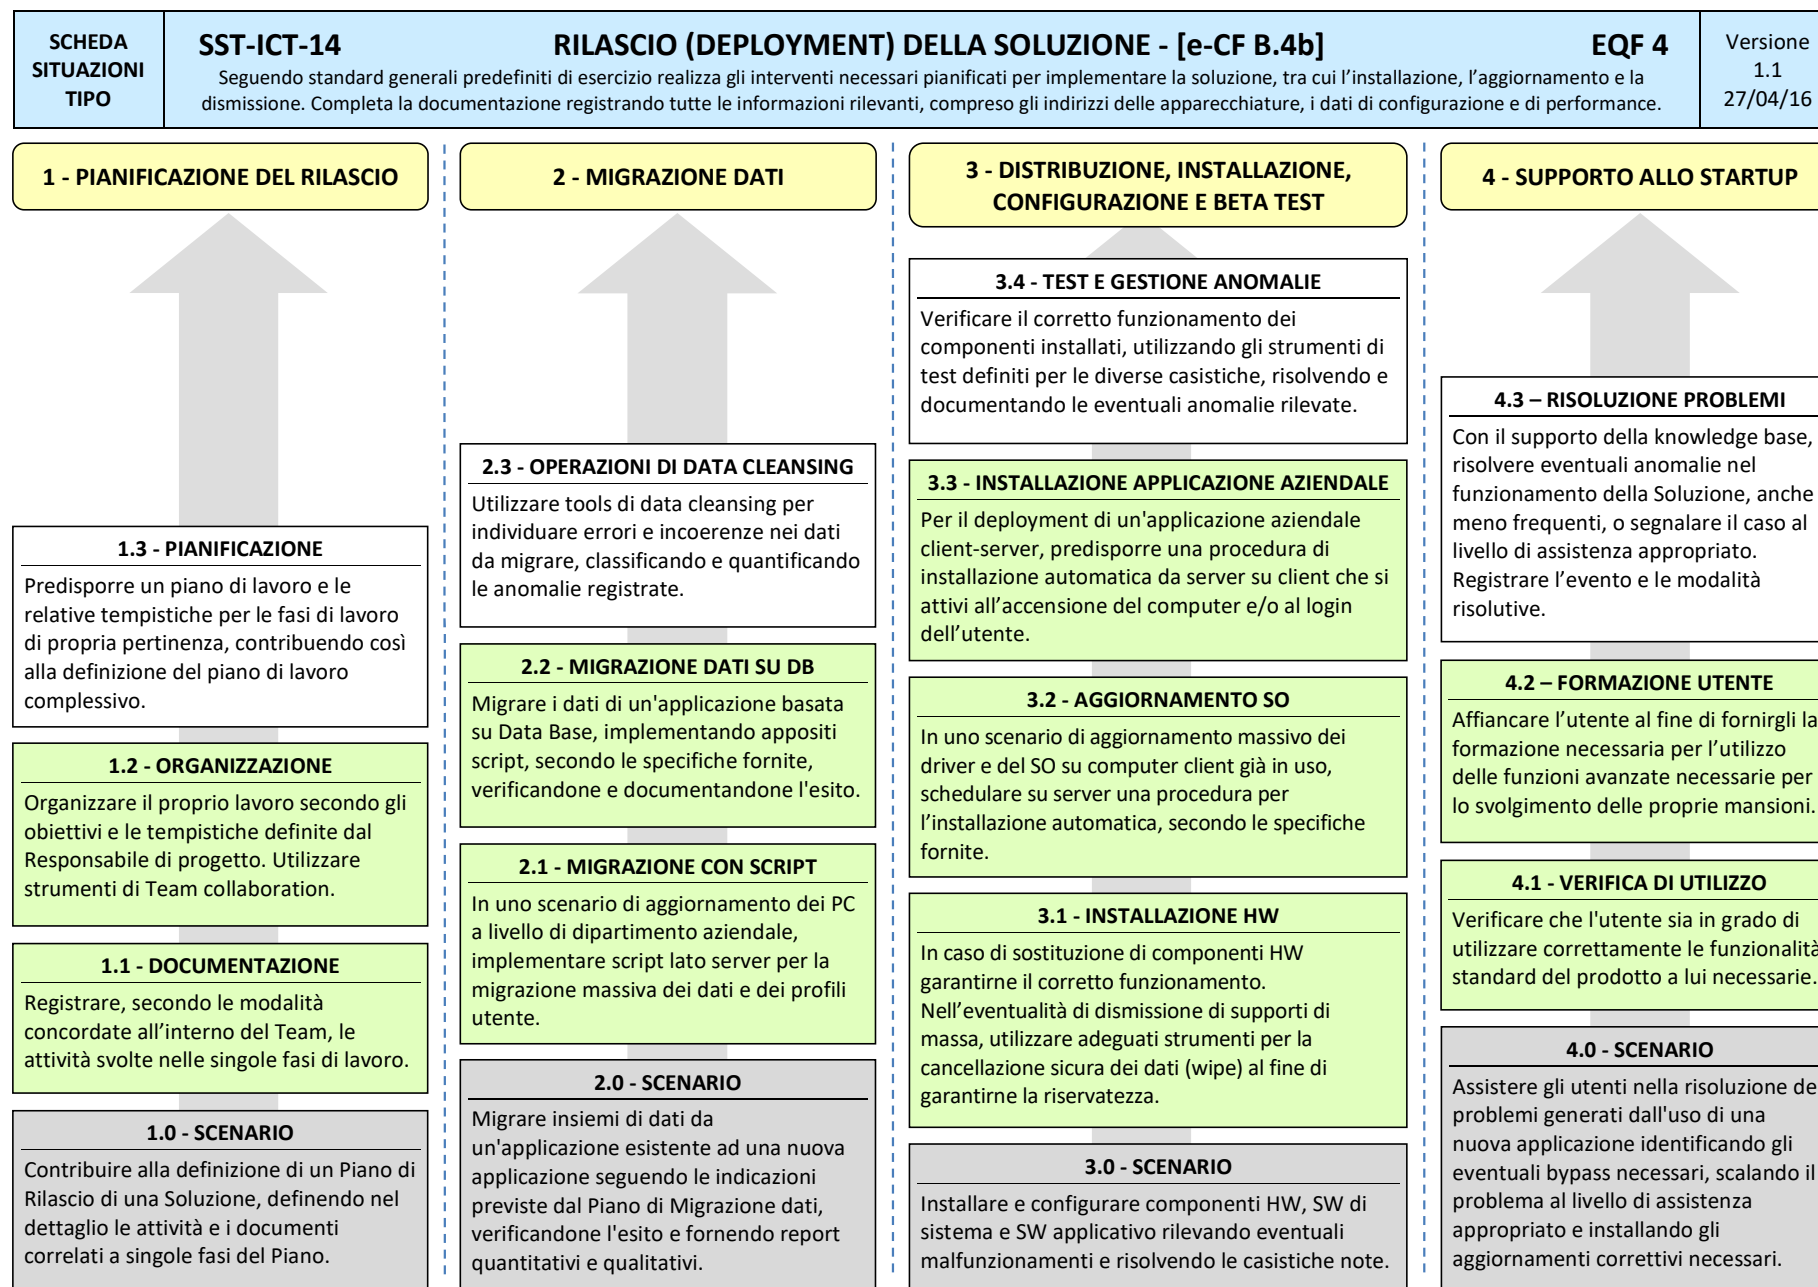 SCHEDA
SITUAZIONI
TIPO
SST-ICT-14 RILASCIO (DEPLOYMENT) DELLA SOLUZIONE - [e-CF B.4b] EQF 4
Seguendo standard generali predefiniti di esercizio realizza gli interventi necessari pianificati per implementare la soluzione, tra cui l’installazione, l’aggiornamento e la
dismissione. Completa la documentazione registrando tutte le informazioni rilevanti, compreso gli indirizzi delle apparecchiature, i dati di configurazione e di performance.
Versione
1.1
27/04/16
1 - PIANIFICAZIONE DEL RILASCIO
1.3 - PIANIFICAZIONE
Predisporre un piano di lavoro e le
relative tempistiche per le fasi di lavoro
di propria pertinenza, contribuendo così
alla definizione del piano di lavoro
complessivo.
1.2 - ORGANIZZAZIONE
Organizzare il proprio lavoro secondo gli
obiettivi e le tempistiche definite dal
Responsabile di progetto. Utilizzare
strumenti di Team collaboration.
1.1 - DOCUMENTAZIONE
Registrare, secondo le modalità
concordate all’interno del Team, le
attività svolte nelle singole fasi di lavoro.
1.0 - SCENARIO
Contribuire alla definizione di un Piano di
Rilascio di una Soluzione, definendo nel
dettaglio le attività e i documenti
correlati a singole fasi del Piano.
2 - MIGRAZIONE DATI
2.3 - OPERAZIONI DI DATA CLEANSING
Utilizzare tools di data cleansing per
individuare errori e incoerenze nei dati
da migrare, classificando e quantificando
le anomalie registrate.
2.2 - MIGRAZIONE DATI SU DB
Migrare i dati di un'applicazione basata
su Data Base, implementando appositi
script, secondo le specifiche fornite,
verificandone e documentandone l'esito.
2.1 - MIGRAZIONE CON SCRIPT
In uno scenario di aggiornamento dei PC
a livello di dipartimento aziendale,
implementare script lato server per la
migrazione massiva dei dati e dei profili
utente.
2.0 - SCENARIO
Migrare insiemi di dati da
un'applicazione esistente ad una nuova
applicazione seguendo le indicazioni
previste dal Piano di Migrazione dati,
verificandone l'esito e fornendo report
quantitativi e qualitativi.
3 - DISTRIBUZIONE, INSTALLAZIONE,
CONFIGURAZIONE E BETA TEST
3.4 - TEST E GESTIONE ANOMALIE
Verificare il corretto funzionamento dei
componenti installati, utilizzando gli strumenti di
test definiti per le diverse casistiche, risolvendo e
documentando le eventuali anomalie rilevate.
3.3 - INSTALLAZIONE APPLICAZIONE AZIENDALE
Per il deployment di un'applicazione aziendale
client-server, predisporre una procedura di
installazione automatica da server su client che si
attivi all’accensione del computer e/o al login
dell’utente.
3.2 - AGGIORNAMENTO SO
In uno scenario di aggiornamento massivo dei
driver e del SO su computer client già in uso,
schedulare su server una procedura per
l’installazione automatica, secondo le specifiche
fornite.
3.1 - INSTALLAZIONE HW
In caso di sostituzione di componenti HW
garantirne il corretto funzionamento.
Nell’eventualità di dismissione di supporti di
massa, utilizzare adeguati strumenti per la
cancellazione sicura dei dati (wipe) al fine di
garantirne la riservatezza.
3.0 - SCENARIO
Installare e configurare componenti HW, SW di
sistema e SW applicativo rilevando eventuali
malfunzionamenti e risolvendo le casistiche note.
4 - SUPPORTO ALLO STARTUP
4.3 – RISOLUZIONE PROBLEMI
Con il supporto della knowledge base,
risolvere eventuali anomalie nel
funzionamento della Soluzione, anche
meno frequenti, o segnalare il caso al
livello di assistenza appropriato.
Registrare l’evento e le modalità
risolutive.
4.2 – FORMAZIONE UTENTE
Affiancare l’utente al fine di fornirgli la
formazione necessaria per l’utilizzo
delle funzioni avanzate necessarie per
lo svolgimento delle proprie mansioni.
4.1 - VERIFICA DI UTILIZZO
Verificare che l'utente sia in grado di
utilizzare correttamente le funzionalità
standard del prodotto a lui necessarie.
4.0 - SCENARIO
Assistere gli utenti nella risoluzione de
problemi generati dall'uso di una
nuova applicazione identificando gli
eventuali bypass necessari, scalando il
problema al livello di assistenza
appropriato e installando gli
aggiornamenti correttivi necessari.